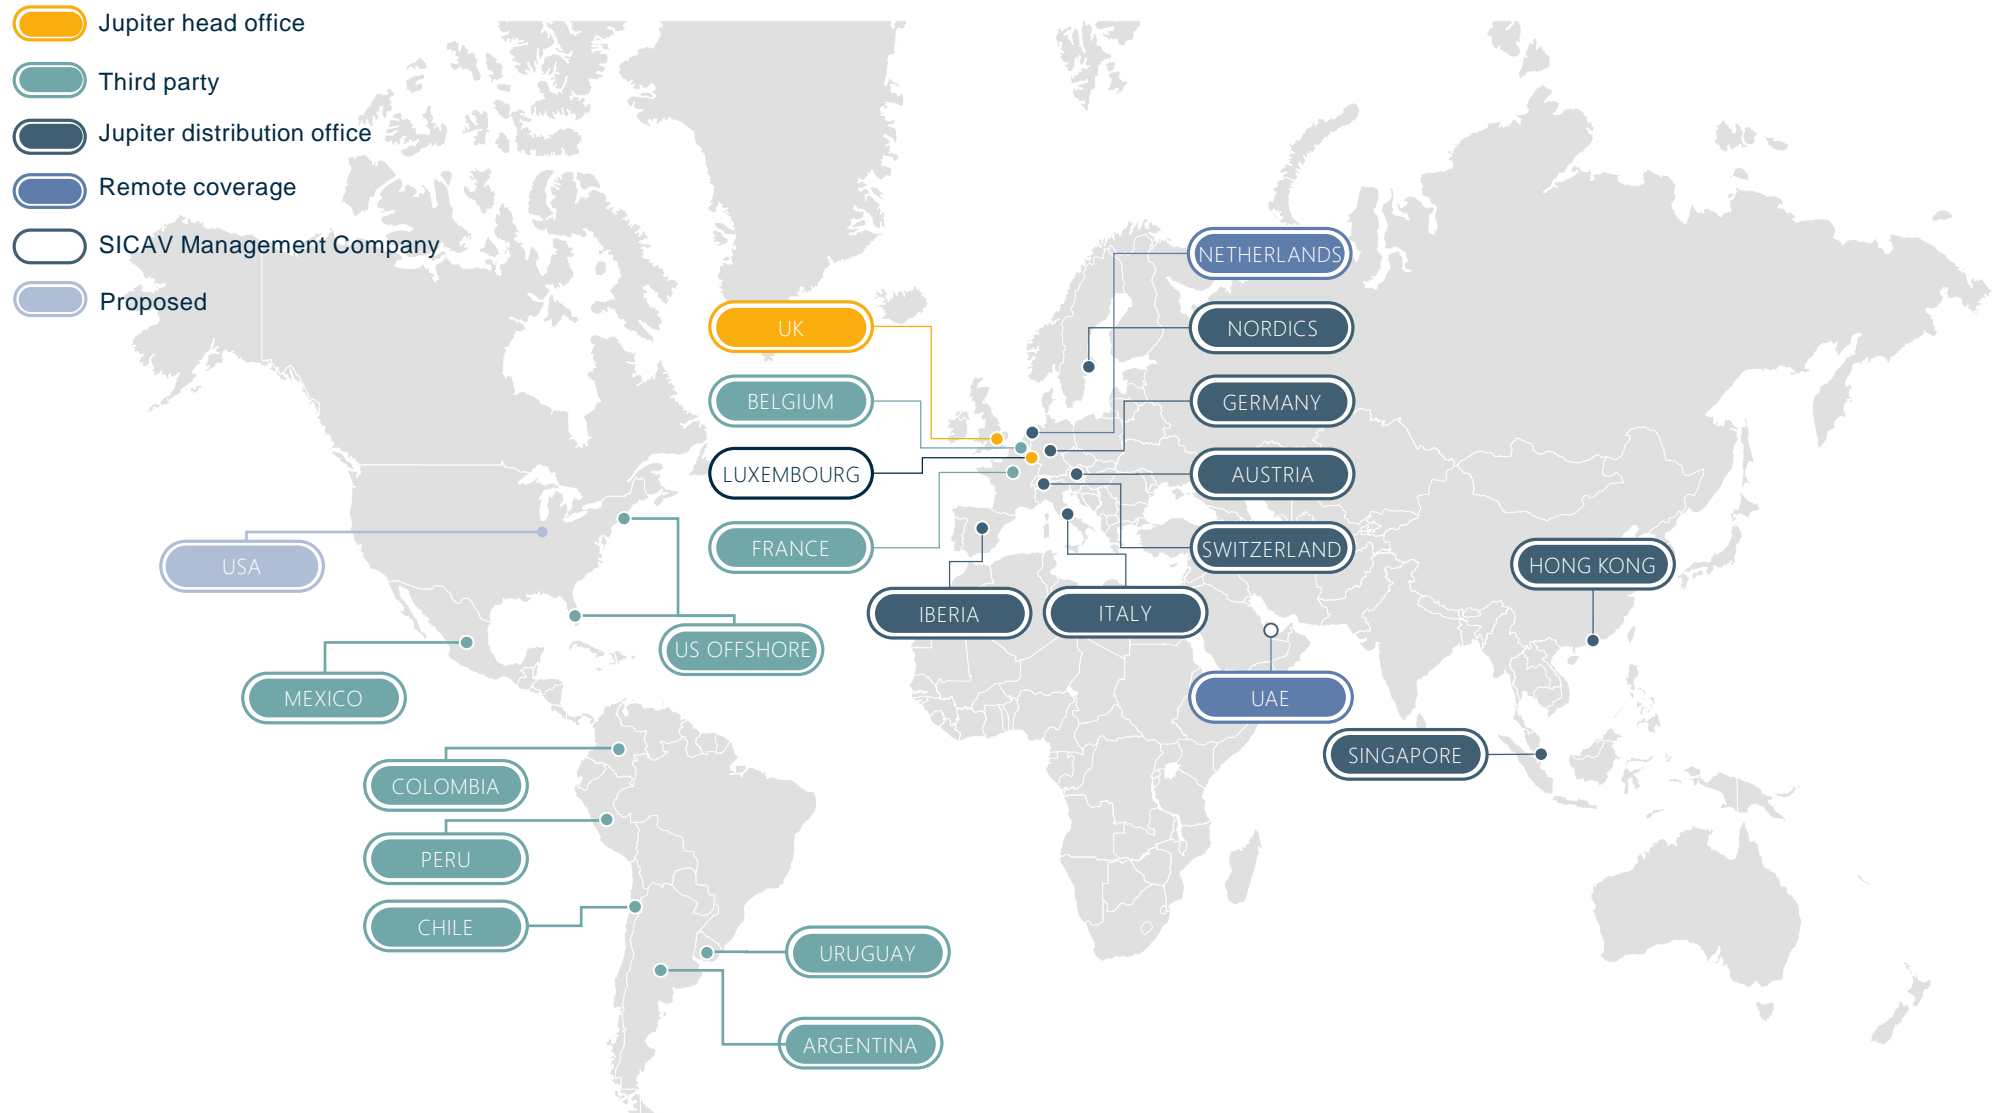 Jupiter head office
Third party
Jupiter distribution office
Remote coverage
SICAV Management Company
Proposed
NETHERLANDS
UK
NORDICS
BELGIUM
GERMANY
LUXEMBOURG
AUSTRIA
FRANCE
SWITZERLAND
HONG KONG
USA
IBERIA
ITALY
US OFFSHORE
MEXICO
UAE
SINGAPORE
COLOMBIA
PERU
CHILE
URUGUAY
ARGENTINA